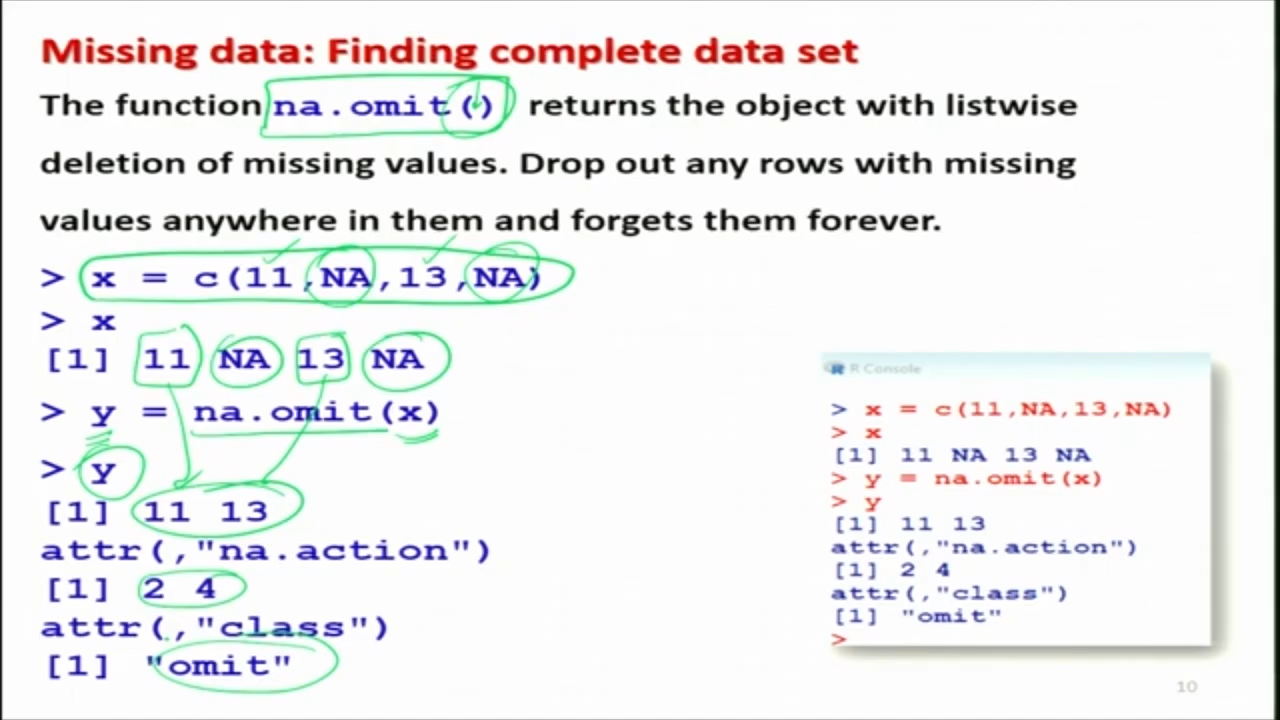 Missing data: Finding complete data set
The function na.omit() returns the object with listwise
deletion of missing values. Drop out any rows with missing
values anywhere in them and forgets them forever.
> x = c(11,NA,13,NA)
> x
[1] 11 NA 13 NA
> y = na.omit(x)
> y
[1] 11 13
attr(,"na.action")
[1] 2 4
attr(,"class")
[1] "omit"
R Console
> x = c(11,NA,13,NA)
> x
[1] 11 NA 13 NA
> y = na.omit(x)
> y
[1] 11 13
attr(,"na.action")
[1] 2 4
attr(,"class")
[1] "omit"
>
10